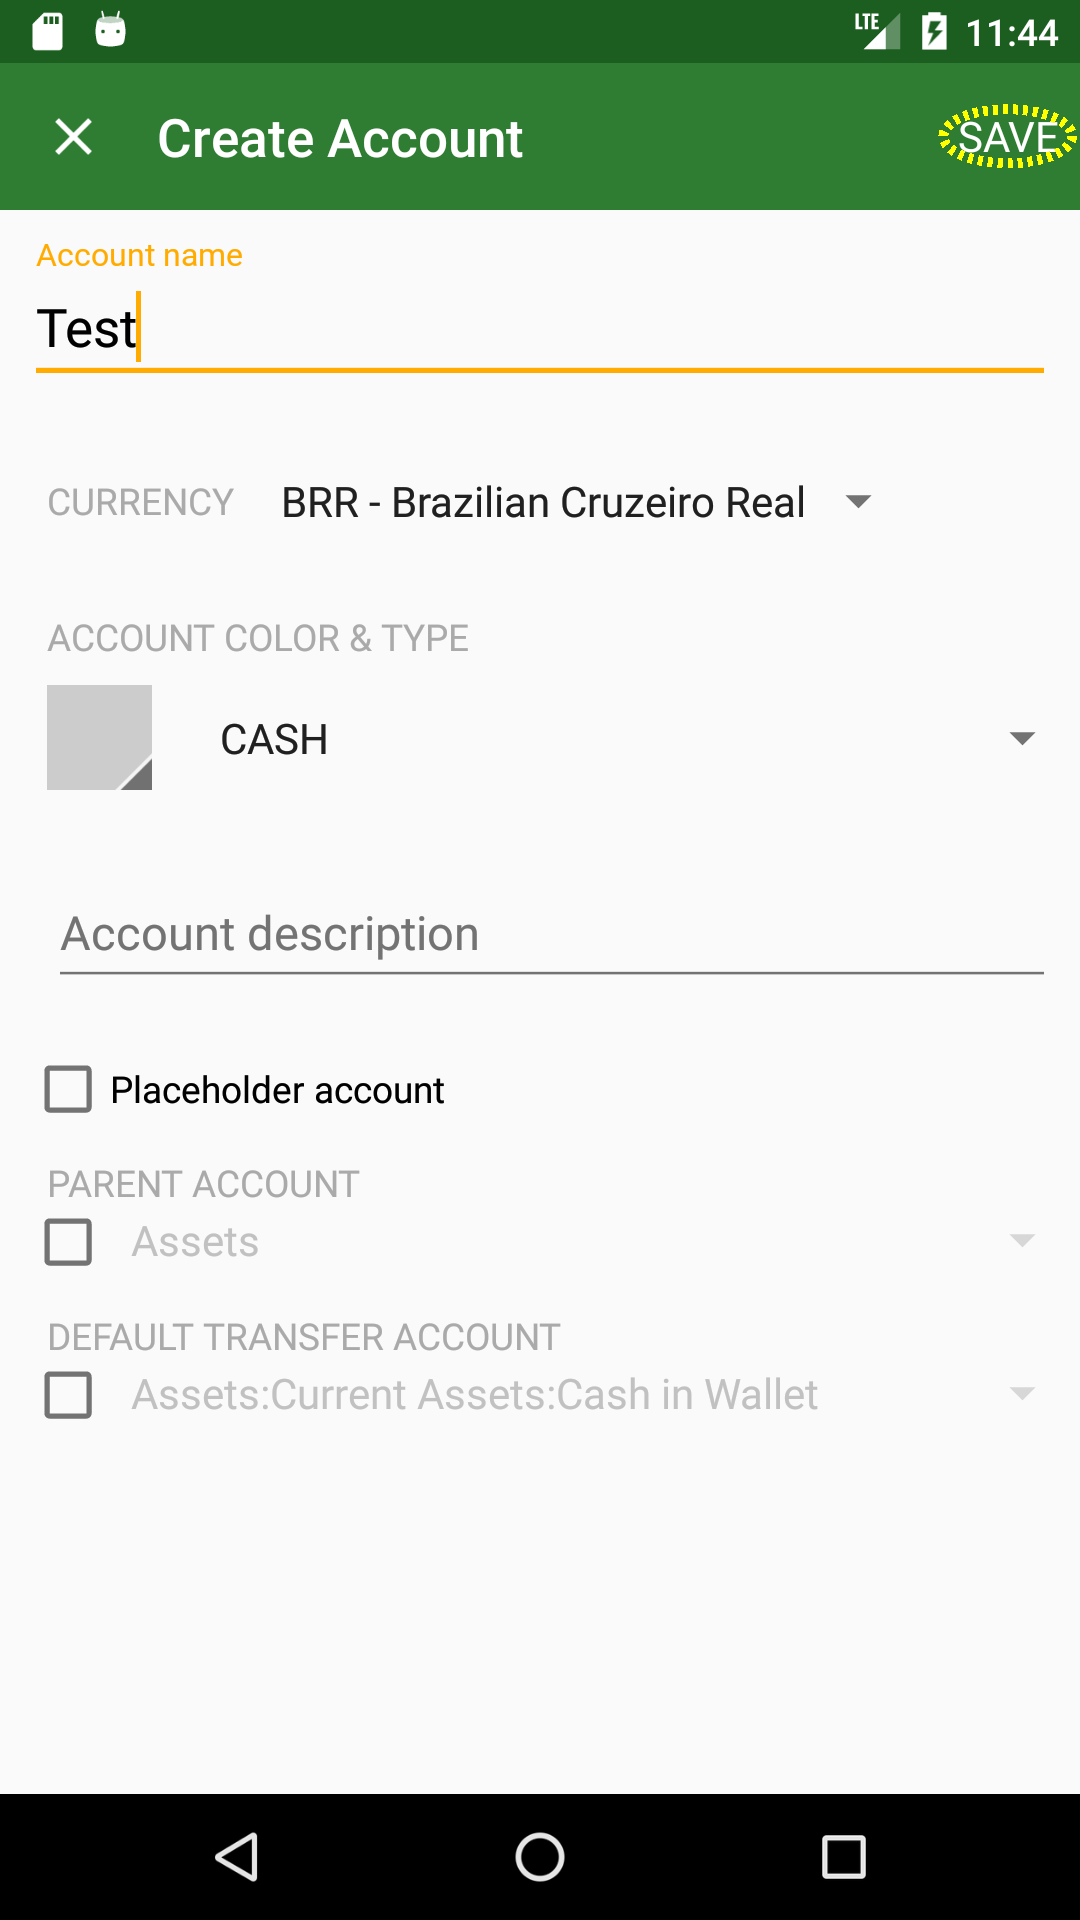 LTE 11:44
Create Account SAVE
Account name
Test
CURRENCY BRR - Brazilian Cruzeiro Real
ACCOUNT COLOR & TYPE
CASH
Account description
Placeholder account
PARENT ACCOUNT
Assets
DEFAULT TRANSFER ACCOUNT
Assets:Current Assets:Cash in Wallet